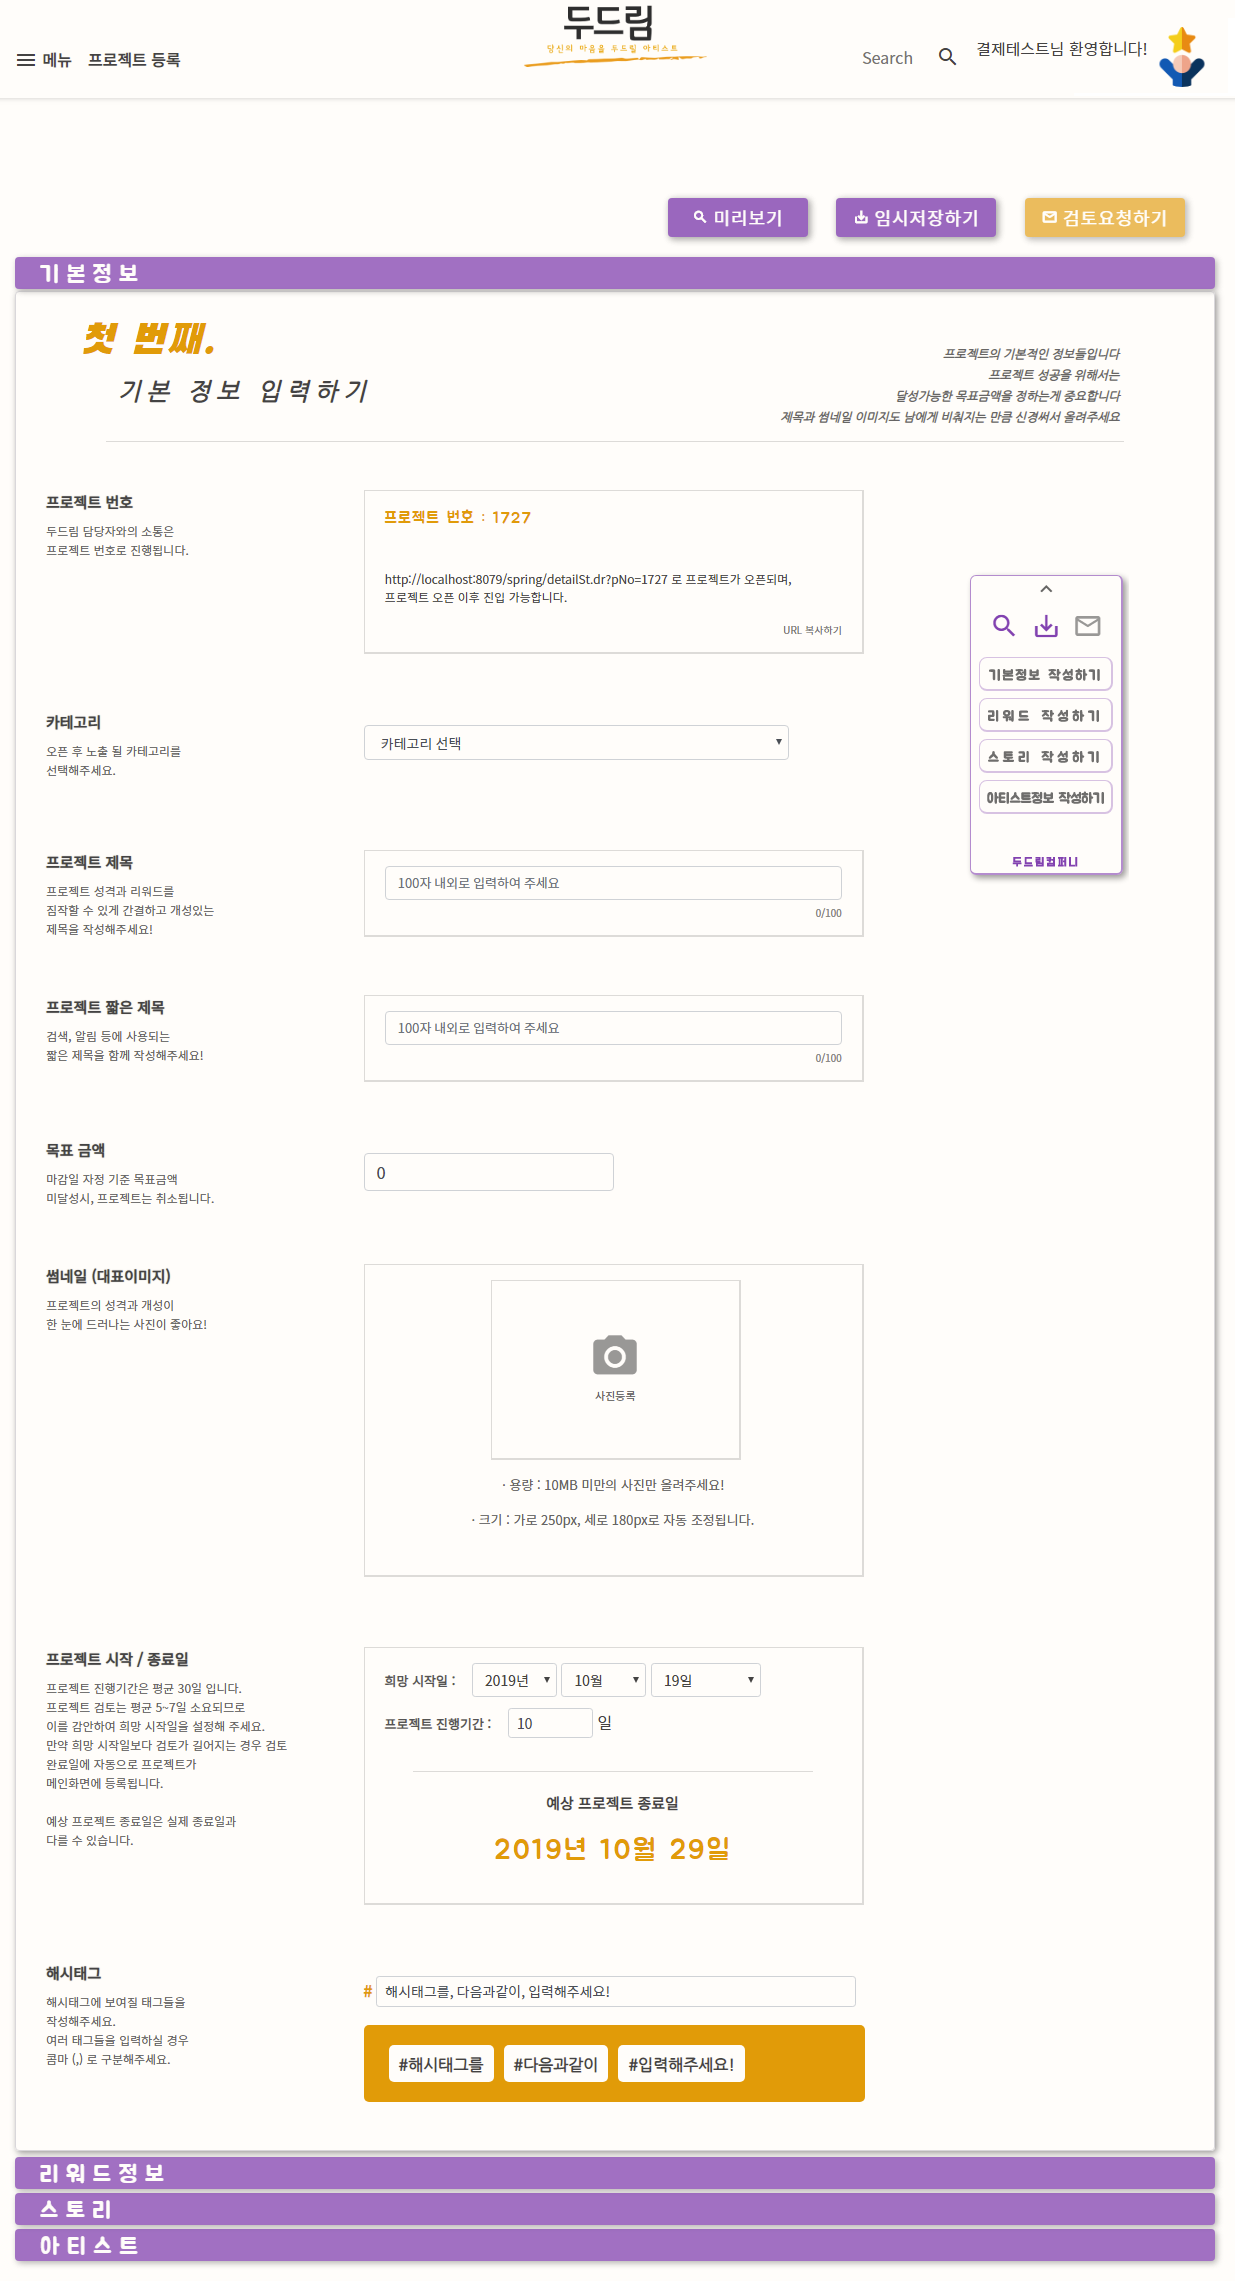 두드림
당신의 마음을 두드릴 아티스트
메뉴 프로젝트 등록
Search
결제테스트님 환영합니다!
미리보기
임시저장하기
검토요청하기
기본정보
첫 번째.
기본 정보 입력하기
프로젝트의 기본적인 정보들입니다
프로젝트 성공을 위해서는
달성가능한 목표금액을 정하는게 중요합니다
제목과 썸네일 이미지도 남에게 비춰지는 만큼 신경써서 올려주세요
프로젝트 번호
두드림 담당자와의 소통은
프로젝트 번호로 진행됩니다.
프로젝트 번호 : 1727
http://localhost:8079/spring/detailSt.dr?pNo=1727 로 프로젝트가 오픈되며,
프로젝트 오픈 이후 진입 가능합니다.
URL 복사하기
기본정보 작성하기
리워드 작성하기
스토리 작성하기
아티스트정보 작성하기
두드림컴퍼니
카테고리
오픈 후 노출 될 카테고리를
선택해주세요.
카테고리 선택
프로젝트 제목
프로젝트 성격과 리워드를
짐작할 수 있게 간결하고 개성있는
제목을 작성해주세요!
100자 내외로 입력하여 주세요
0/100
프로젝트 짧은 제목
검색, 알림 등에 사용되는
짧은 제목을 함께 작성해주세요!
100자 내외로 입력하여 주세요
0/100
목표 금액
마감일 자정 기준 목표금액
미달성시, 프로젝트는 취소됩니다.
0
썸네일 (대표이미지)
프로젝트의 성격과 개성이
한 눈에 드러나는 사진이 좋아요!
사진등록
· 용량 : 10MB 미만의 사진만 올려주세요!
· 크기 : 가로 250px, 세로 180px로 자동 조정됩니다.
프로젝트 시작 / 종료일
프로젝트 진행기간은 평균 30일 입니다.
프로젝트 검토는 평균 5~7일 소요되므로
이를 감안하여 희망 시작일을 설정해 주세요.
만약 희망 시작일보다 검토가 길어지는 경우 검토
완료일에 자동으로 프로젝트가
메인화면에 등록됩니다.
예상 프로젝트 종료일은 실제 종료일과
다를 수 있습니다.
희망 시작일 : 2019년 10월 19일
프로젝트 진행기간 : 10 일
예상 프로젝트 종료일
2019년 10월 29일
해시태그
해시태그에 보여질 태그들을
작성해주세요.
여러 태그들을 입력하실 경우
콤마 (,) 로 구분해주세요.
# 해시태그를, 다음과같이, 입력해주세요!
#해시태그를 #다음과같이 #입력해주세요!
리워드정보
스토리
아티스트